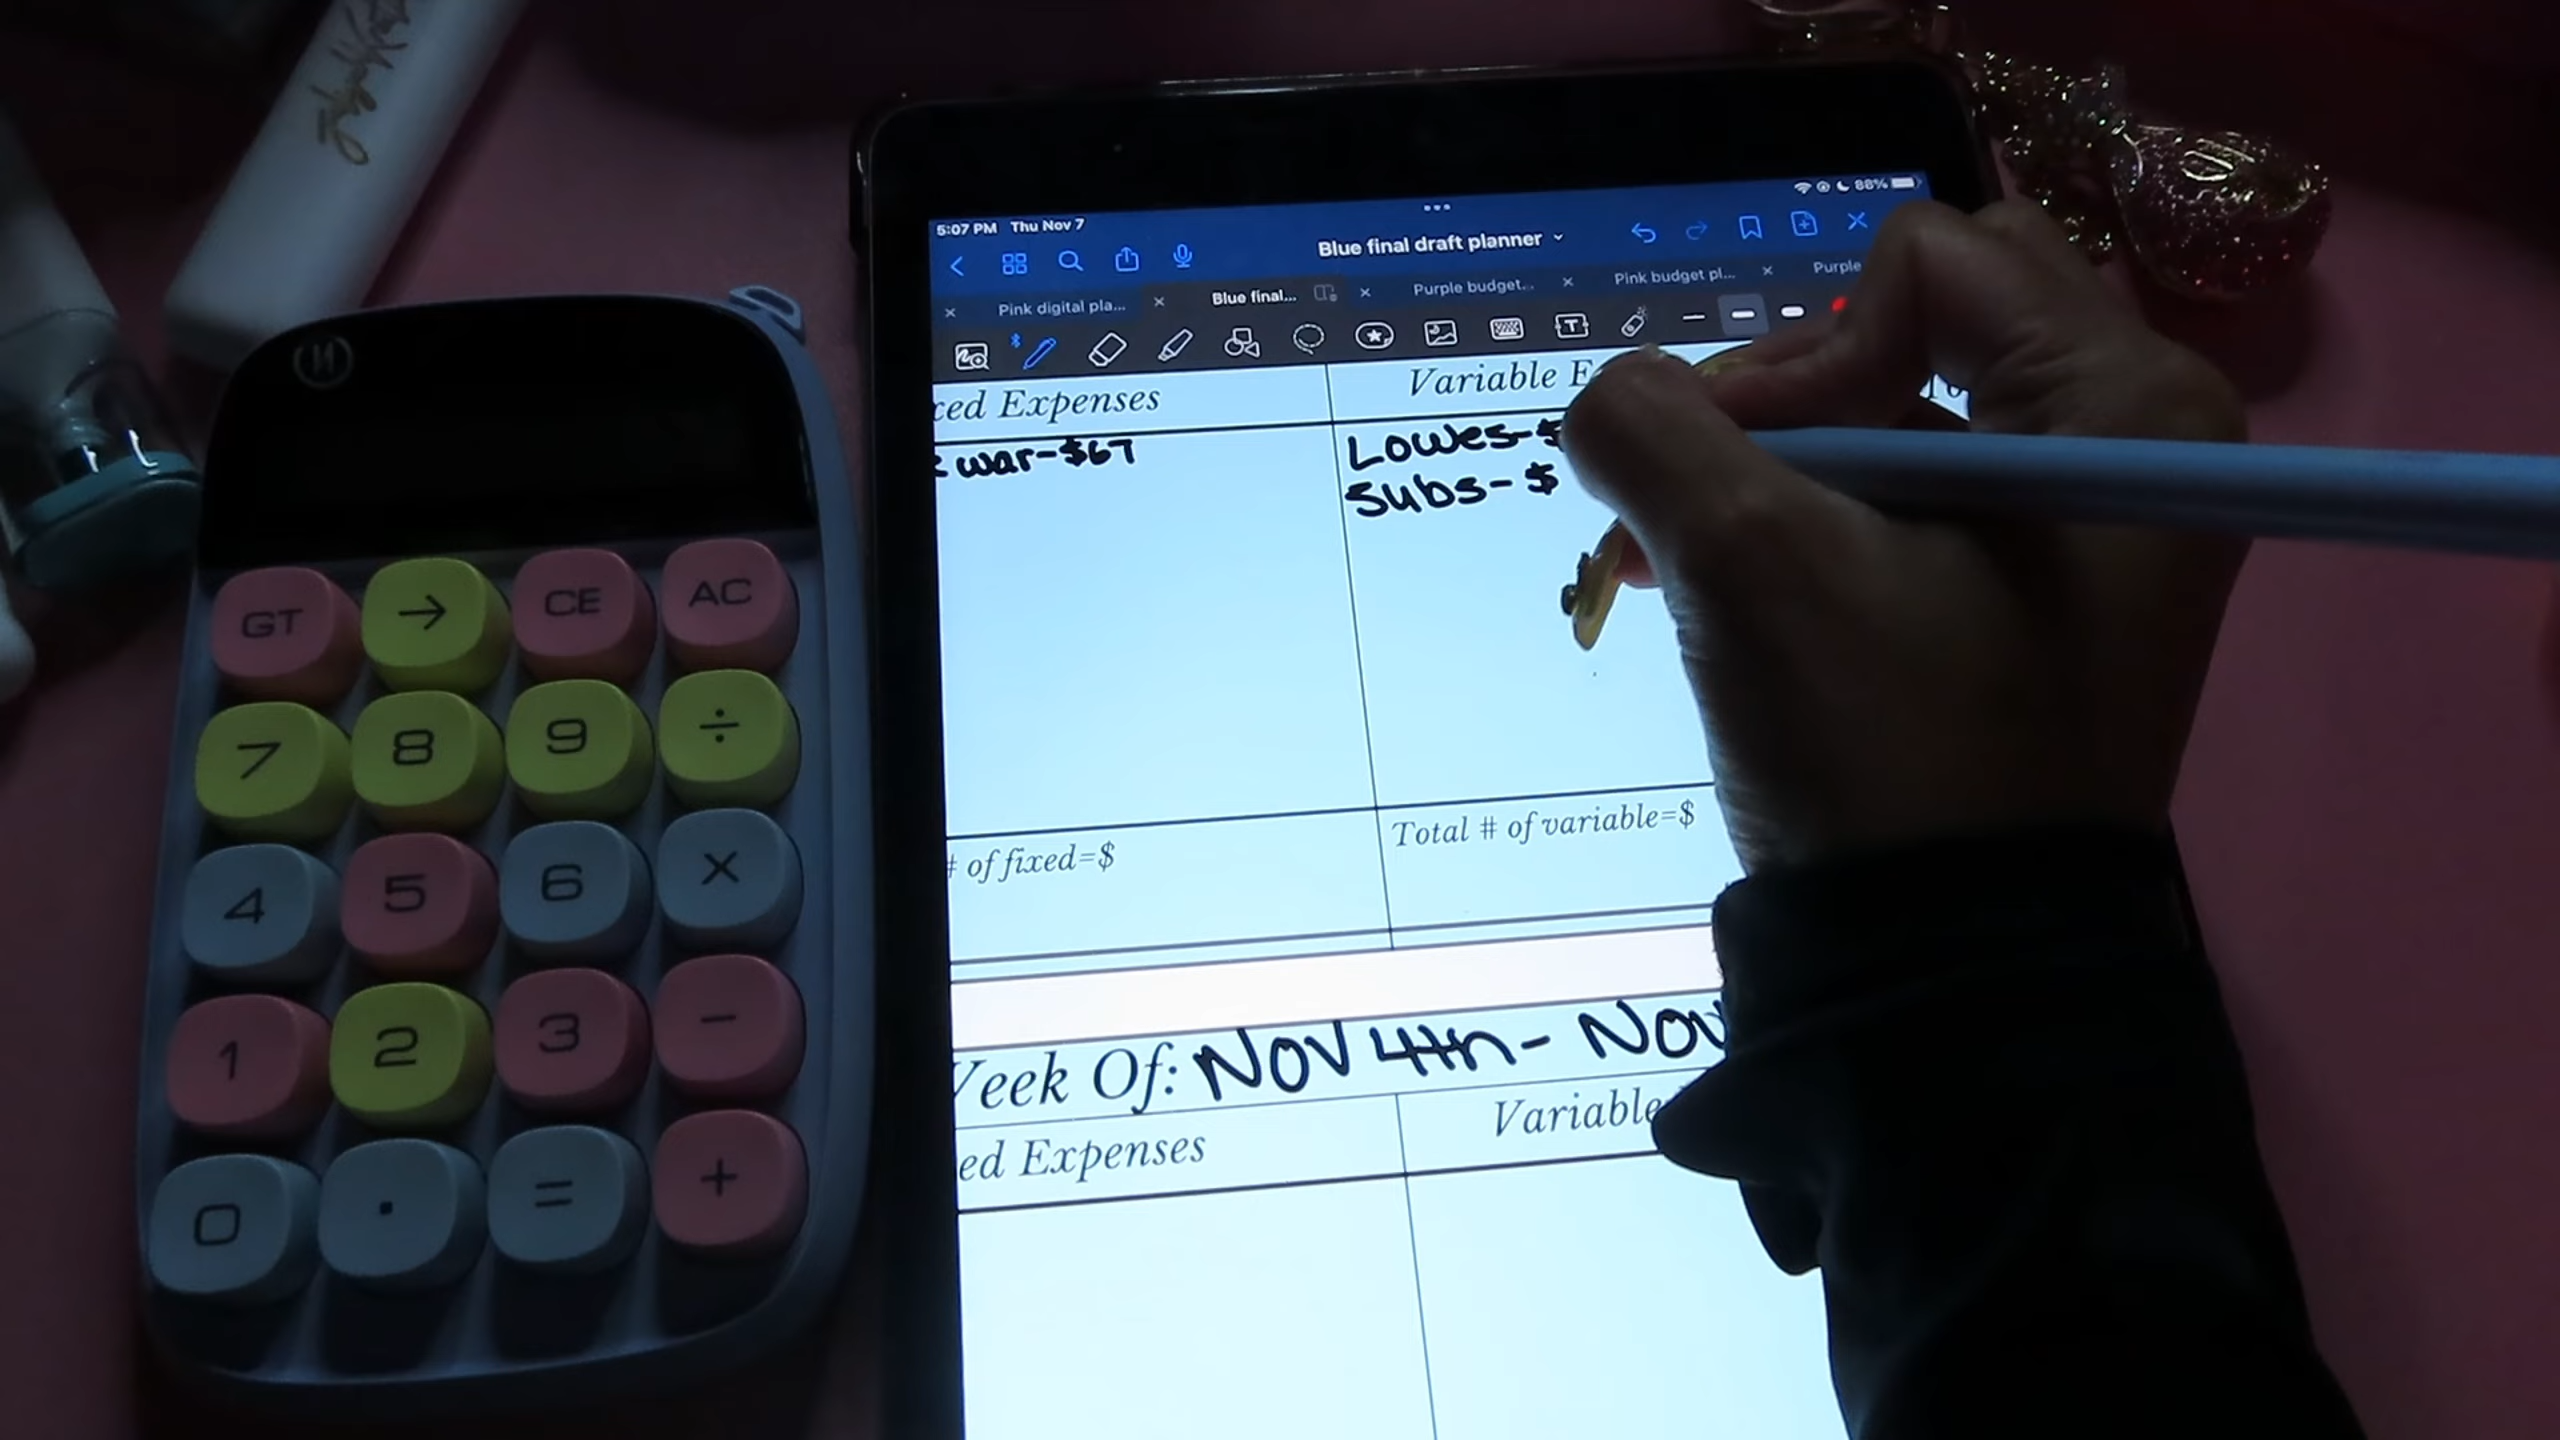 5:07 PM Thu Nov 7
88%
Blue final draft planner
Pink digital pla...
Blue final...
Purple budget...
Pink budget pl...
Purple
T
ced Expenses
Variable E
war-$67
Lowes-$
Subs-$
# of fixed=$
Total # of variable=$
Week Of: Nov 4th - Nov
ed Expenses
Variable
GT → CE AC
7 8 9 ÷
4 5 6 ×
1 2 3 -
0 . = +